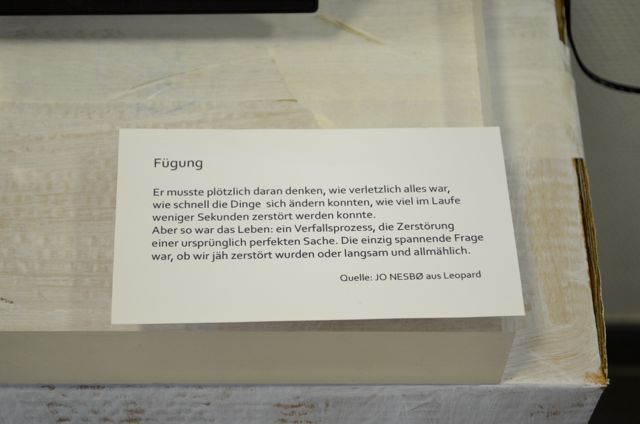 Fügung
Er musste plötzlich daran denken, wie verletzlich alles war,
wie schnell die Dinge sich ändern konnten, wie viel im Laufe
weniger Sekunden zerstört werden konnte.
Aber so war das Leben: ein Verfallsprozess, die Zerstörung
einer ursprünglich perfekten Sache. Die einzig spannende Frage
war, ob wir jäh zerstört wurden oder langsam und allmählich.
Quelle: JO NESBØ aus Leopard